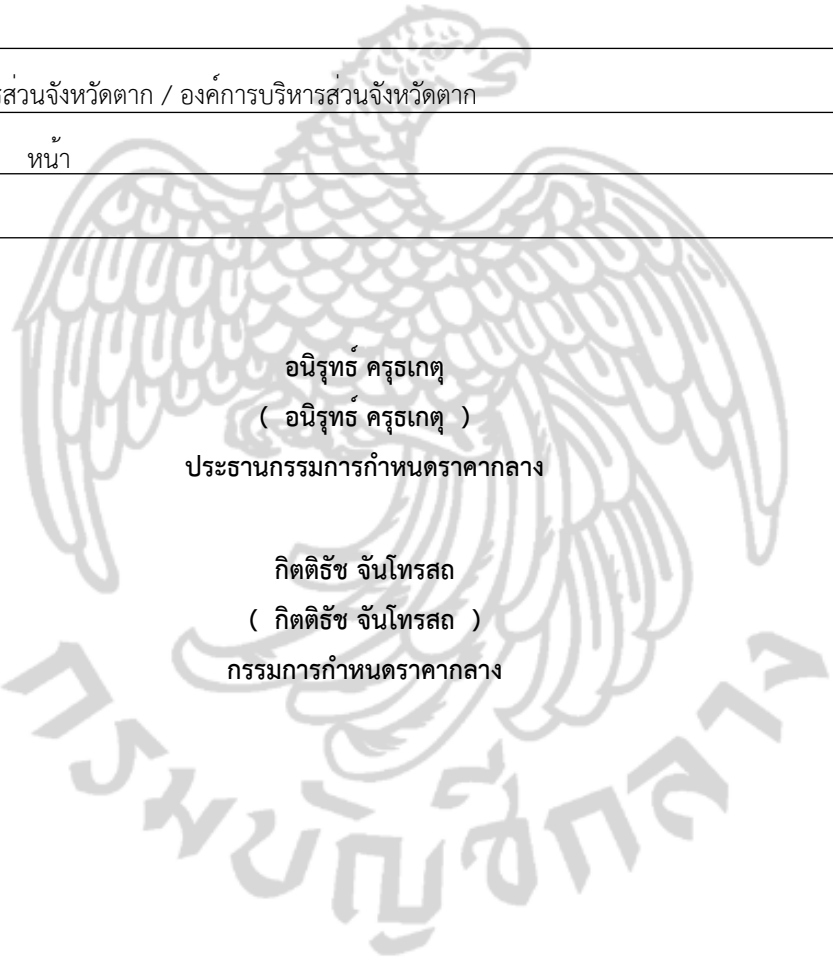 ส่วนจังหวัดตาก / องค์การบริหารส่วนจังหวัดตาก
หน้า
อนิรุทธ์ ครุธเกตุ
( อนิรุทธ์ ครุธเกตุ )
ประธานกรรมการกำหนดราคากลาง
กิตติธัช จันโทรสถ
( กิตติธัช จันโทรสถ )
กรรมการกำหนดราคากลาง
กรมบัญชีกลาง